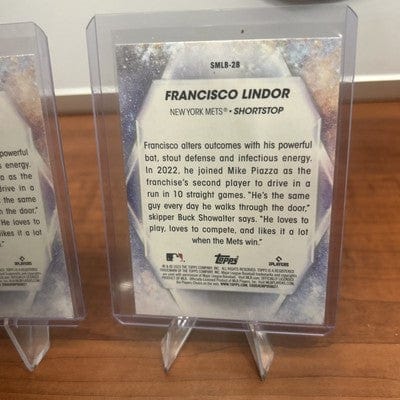 powerful
energy.
as the
drive in a
the same
door,"
loves to
a lot
SMLB-28
FRANCISCO LINDOR
NEW YORK METS® • SHORTSTOP
Francisco alters outcomes with his powerful
bat, stout defense and infectious energy.
In 2022, he joined Mike Piazza as the
franchise's second player to drive in a
run in 10 straight games. "He's the same
guy every day he walks through the door,"
skipper Buck Showalter says. "He loves to
play, loves to compete, and likes it a lot
when the Mets win."
PLAYERS
TOPPS